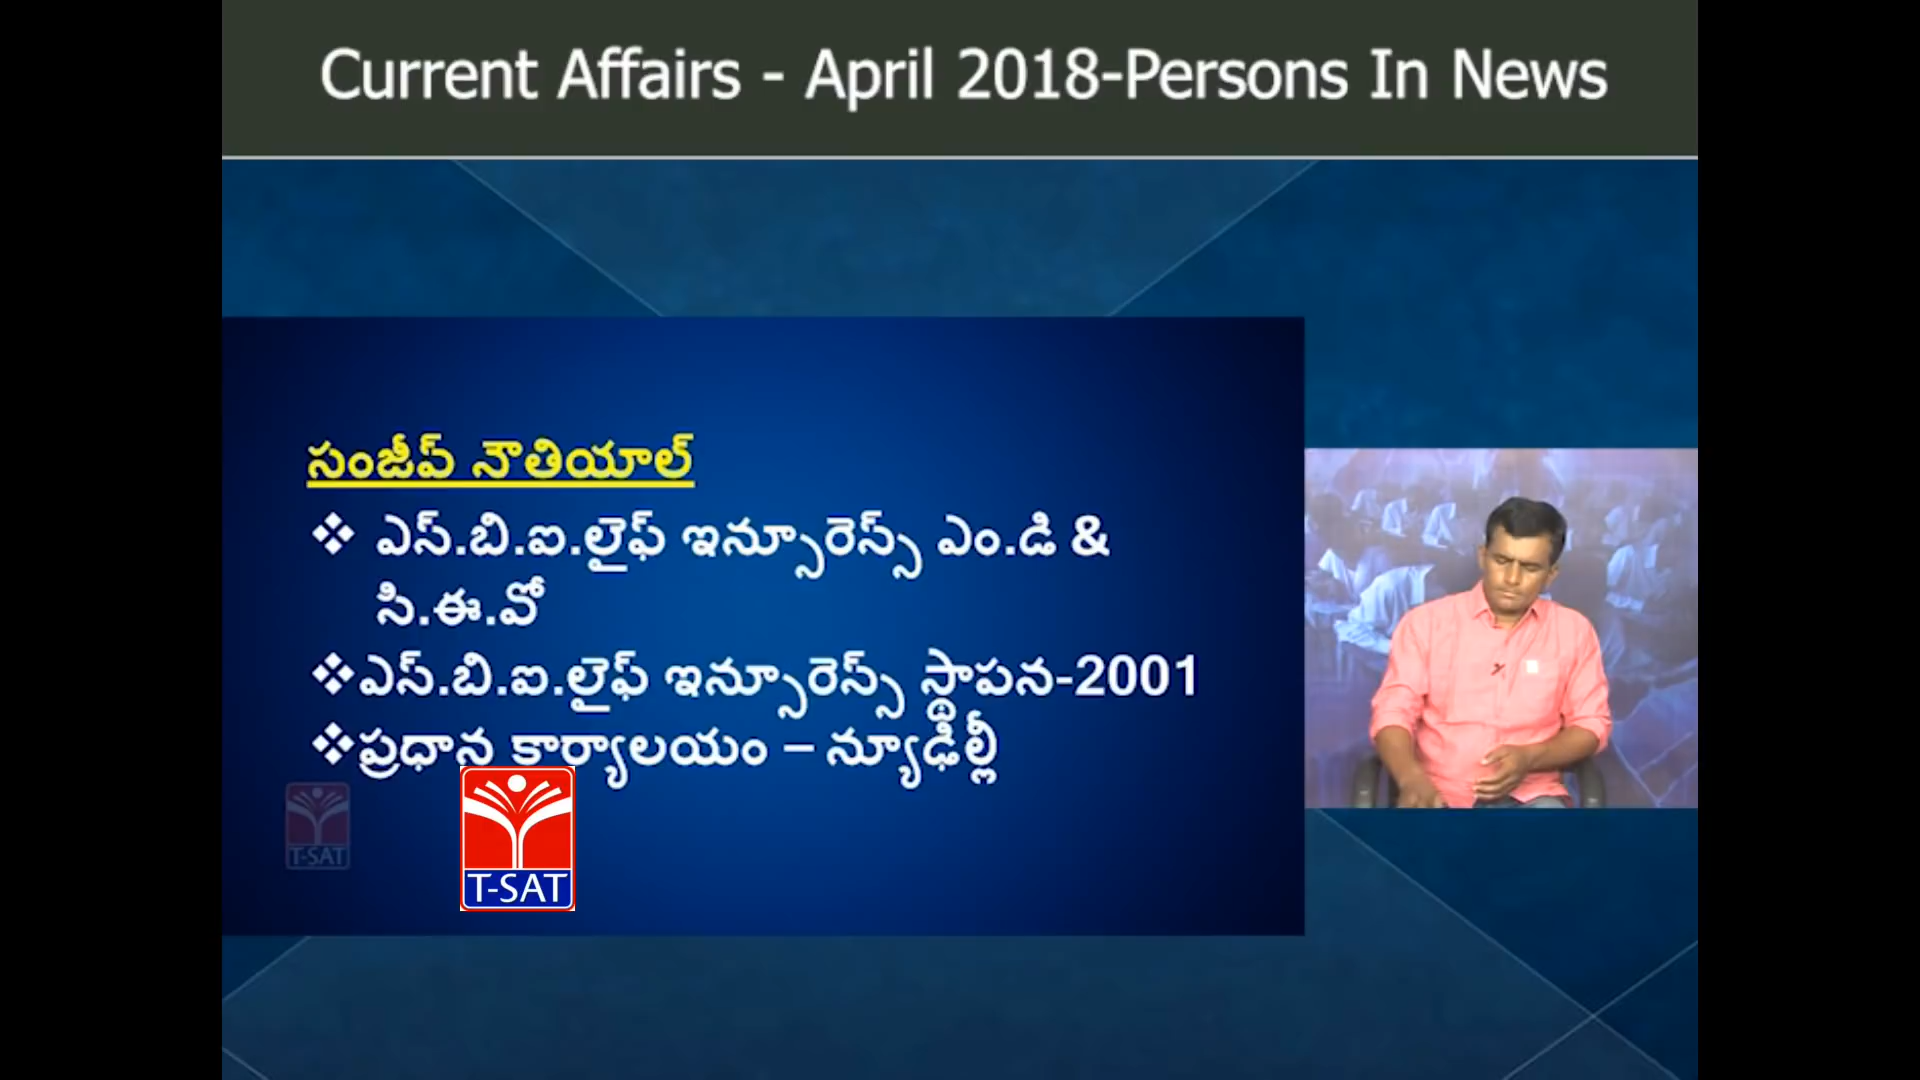 Current Affairs - April 2018-Persons In News
సంజీవ్ నౌతియాల్
❖ ఎస్.బి.ఐ.లైఫ్ ఇన్సూరెన్స్ ఎం.డి &
సి.ఈ.వో
❖ఎస్.బి.ఐ.లైఫ్ ఇన్సూరెన్స్ స్థాపన-2001
❖ప్రధాన కార్యాలయం – న్యూఢిల్లీ
T-SAT
T-SAT